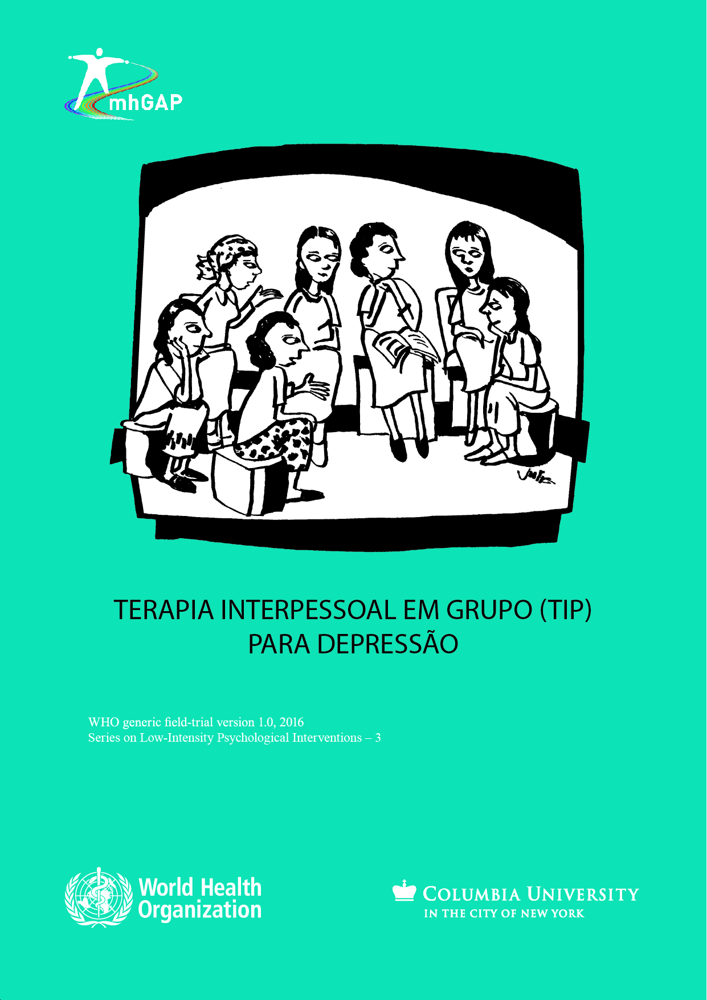 mhGAP
TERAPIA INTERPESSOAL EM GRUPO (TIP)
PARA DEPRESSÃO
WHO generic field-trial version 1.0, 2016
Series on Low-Intensity Psychological Interventions – 3
World Health
Organization
COLUMBIA UNIVERSITY
IN THE CITY OF NEW YORK